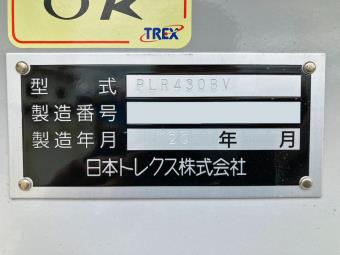 OK
TREX
型 式 PLR430BV
製造番号
製造年月 23 年 月
日本トレクス株式会社